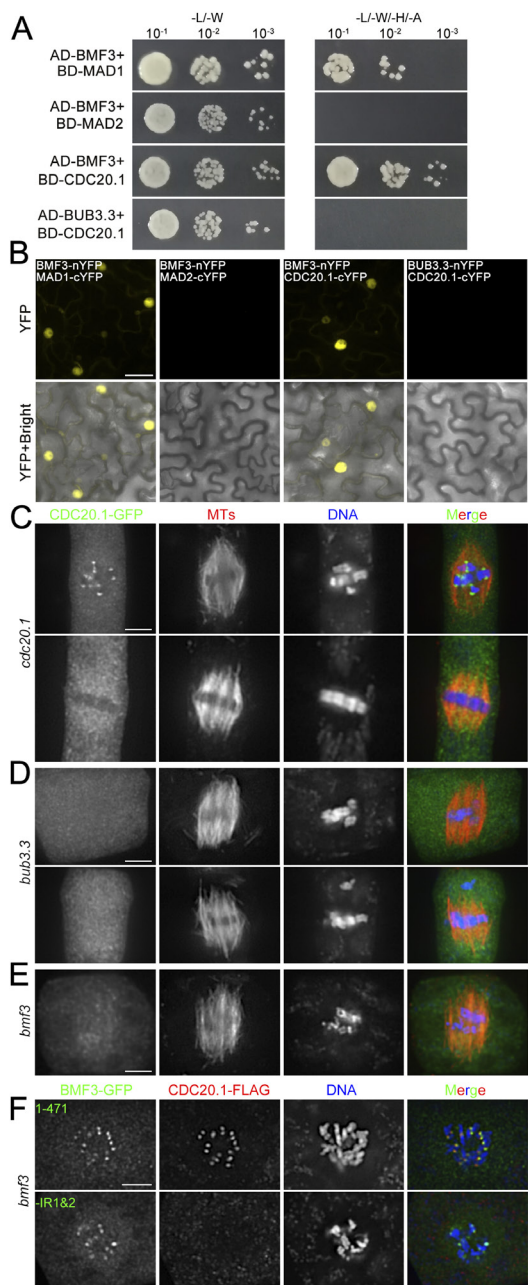 A
-L/-W
-L/-W/-H/-A
10-1 10-2 10-3 10-1 10-2 10-3
AD-BMF3+
BD-MAD1
AD-BMF3+
BD-MAD2
AD-BMF3+
BD-CDC20.1
AD-BUB3.3+
BD-CDC20.1
B
BMF3-nYFP
MAD1-cYFP
BMF3-nYFP
MAD2-cYFP
BMF3-nYFP
CDC20.1-cYFP
BUB3.3-nYFP
CDC20.1-cYFP
YFP
YFP+Bright
C
CDC20.1-GFP MTs DNA Merge
cdc20.1
D
bub3.3
E
bmf3
F
BMF3-GFP CDC20.1-FLAG DNA Merge
1-471
bmf3
-IR1&2